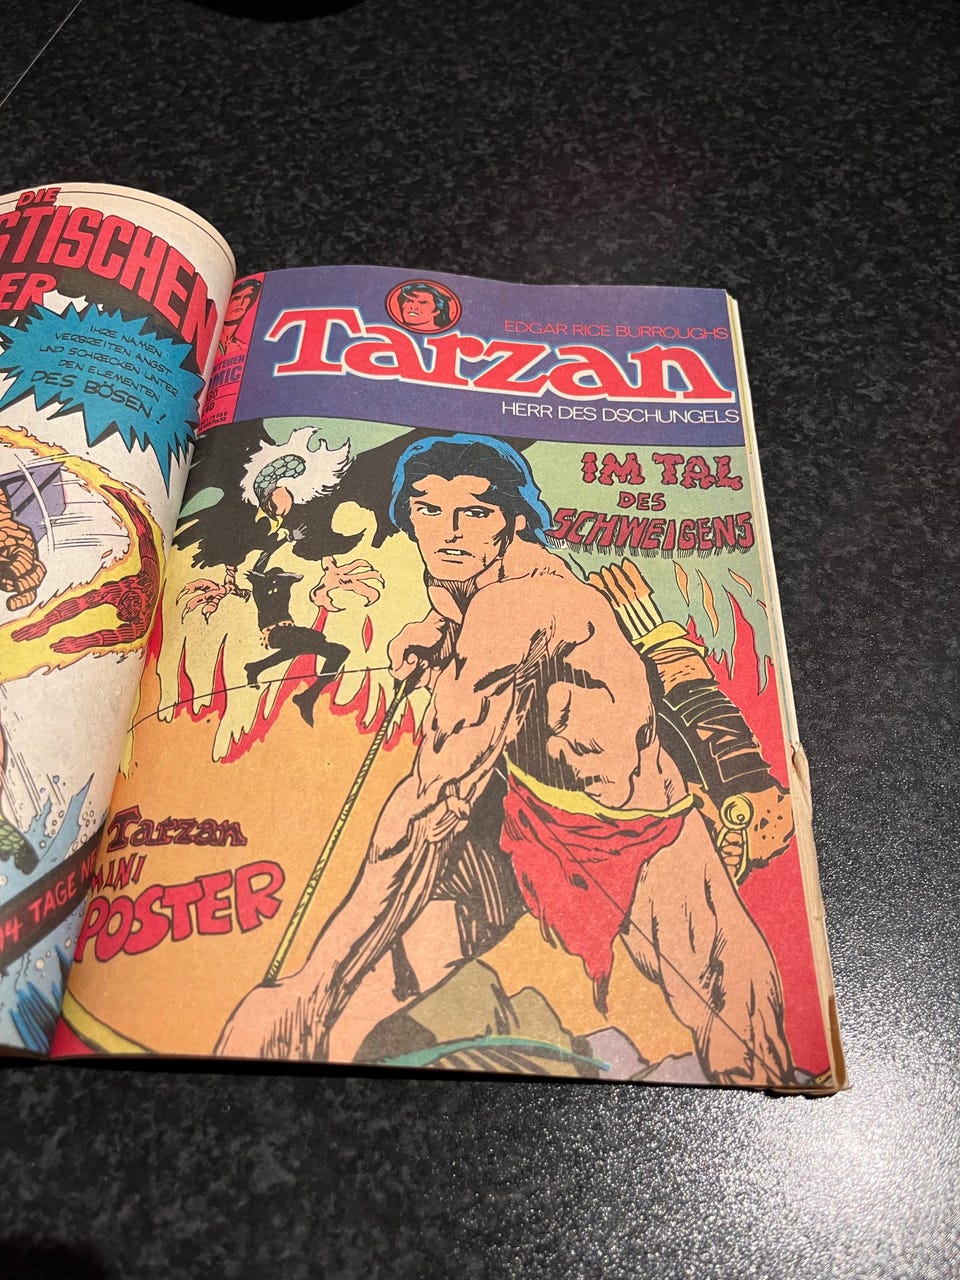 DIE
STISCHEN
ER
IHRE NAMEN
VERBREITEN ANGST
UND SCHRECKEN UNTER
DEN ELEMENTEN
DES BÖSEN!
14 TAGE
EDGAR RICE BURROUGHS
Tarzan
HERR DES DSCHUNGELS
IM TAL
DES
SCHWEIGENS
Tarzan
MINI
POSTER